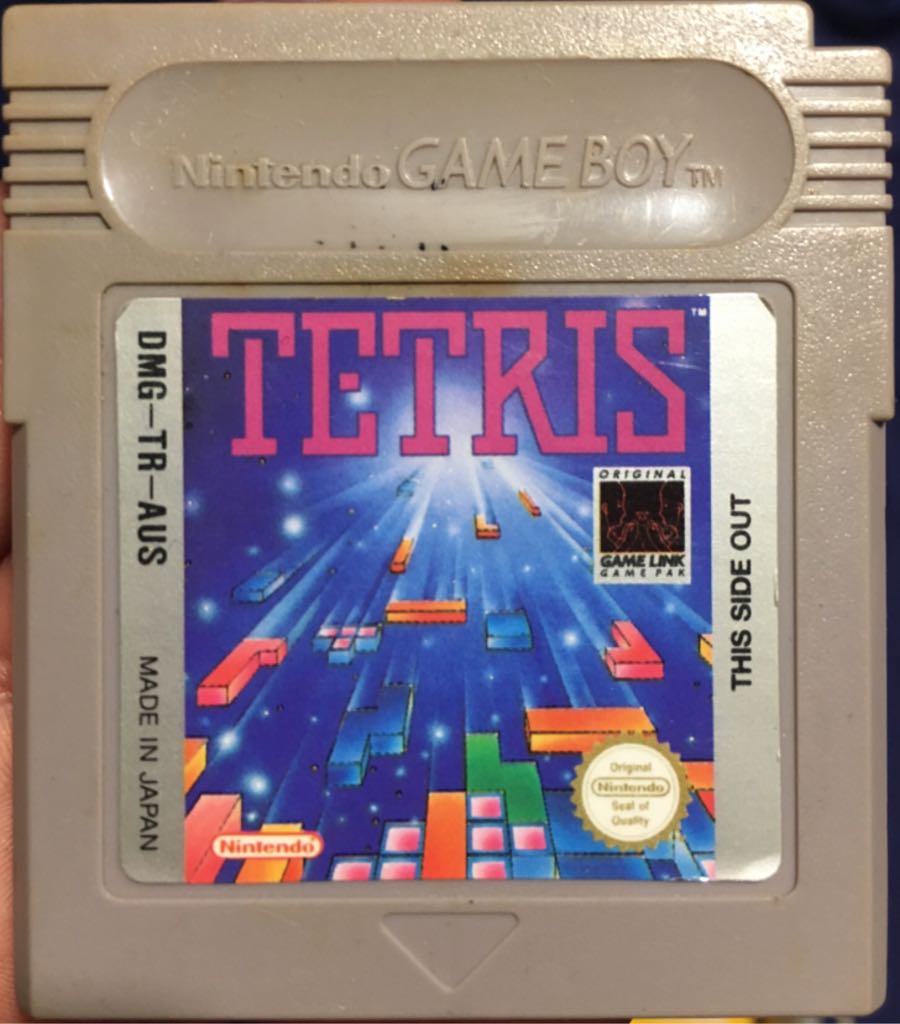 Nintendo GAME BOY TM
TETRIS TM
DMG-TR-AUS
MADE IN JAPAN
ORIGINAL
GAME LINK
GAME PAK
THIS SIDE OUT
Original
Nintendo
Seal of
Quality
Nintendo